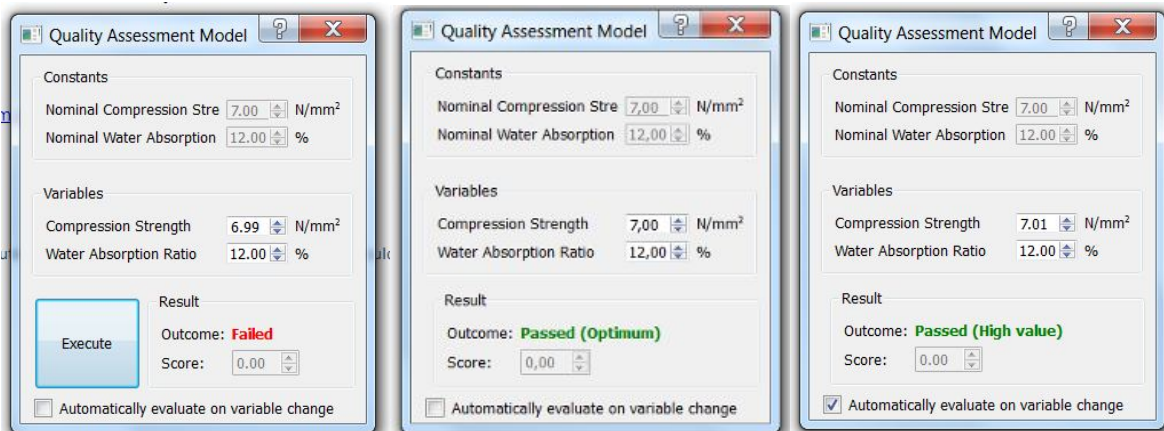 Quality Assessment Model
Constants
Nominal Compression Stre 7.00 N/mm²
Nominal Water Absorption 12.00 %
Variables
Compression Strength 6.99 N/mm²
Water Absorption Ratio 12.00 %
Execute
Result
Outcome: Failed
Score: 0.00
Automatically evaluate on variable change
Quality Assessment Model
Constants
Nominal Compression Stre 7,00 N/mm²
Nominal Water Absorption 12,00 %
Variables
Compression Strength 7,00 N/mm²
Water Absorption Ratio 12,00 %
Result
Outcome: Passed (Optimum)
Score: 0,00
Automatically evaluate on variable change
Quality Assessment Model
Constants
Nominal Compression Stre 7.00 N/mm²
Nominal Water Absorption 12.00 %
Variables
Compression Strength 7.01 N/mm²
Water Absorption Ratio 12.00 %
Result
Outcome: Passed (High value)
Score: 0.00
Automatically evaluate on variable change